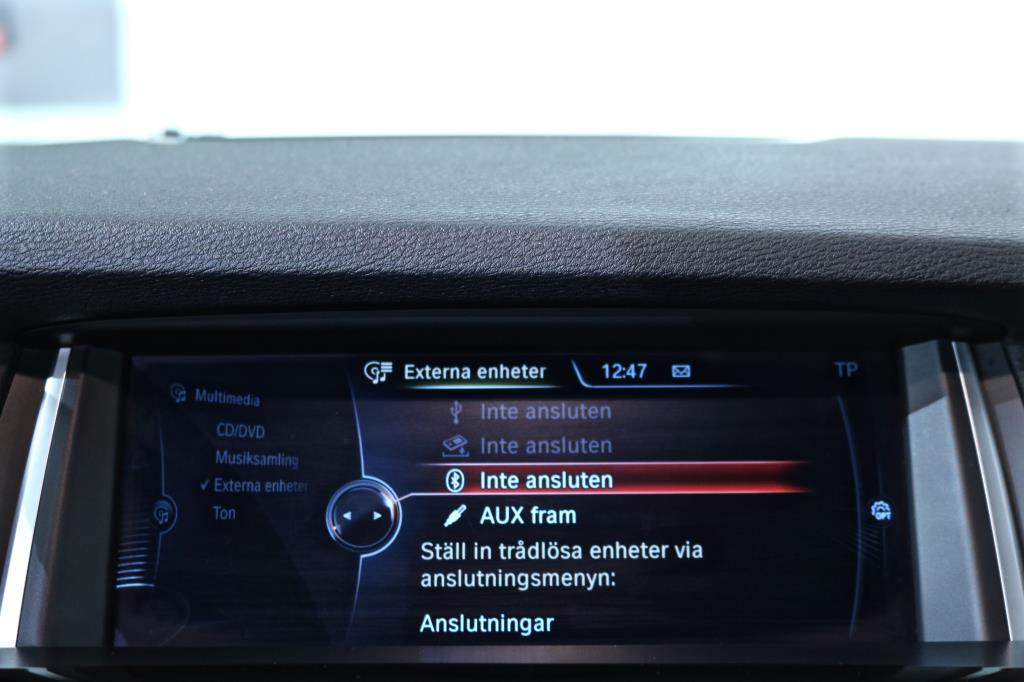 Externa enheter 12:47 TP
Multimedia
CD/DVD
Musiksamling
Externa enheter
Ton
Inte ansluten
Inte ansluten
Inte ansluten
AUX fram
Ställ in trådlösa enheter via
anslutningsmenyn:
Anslutningar
OPT